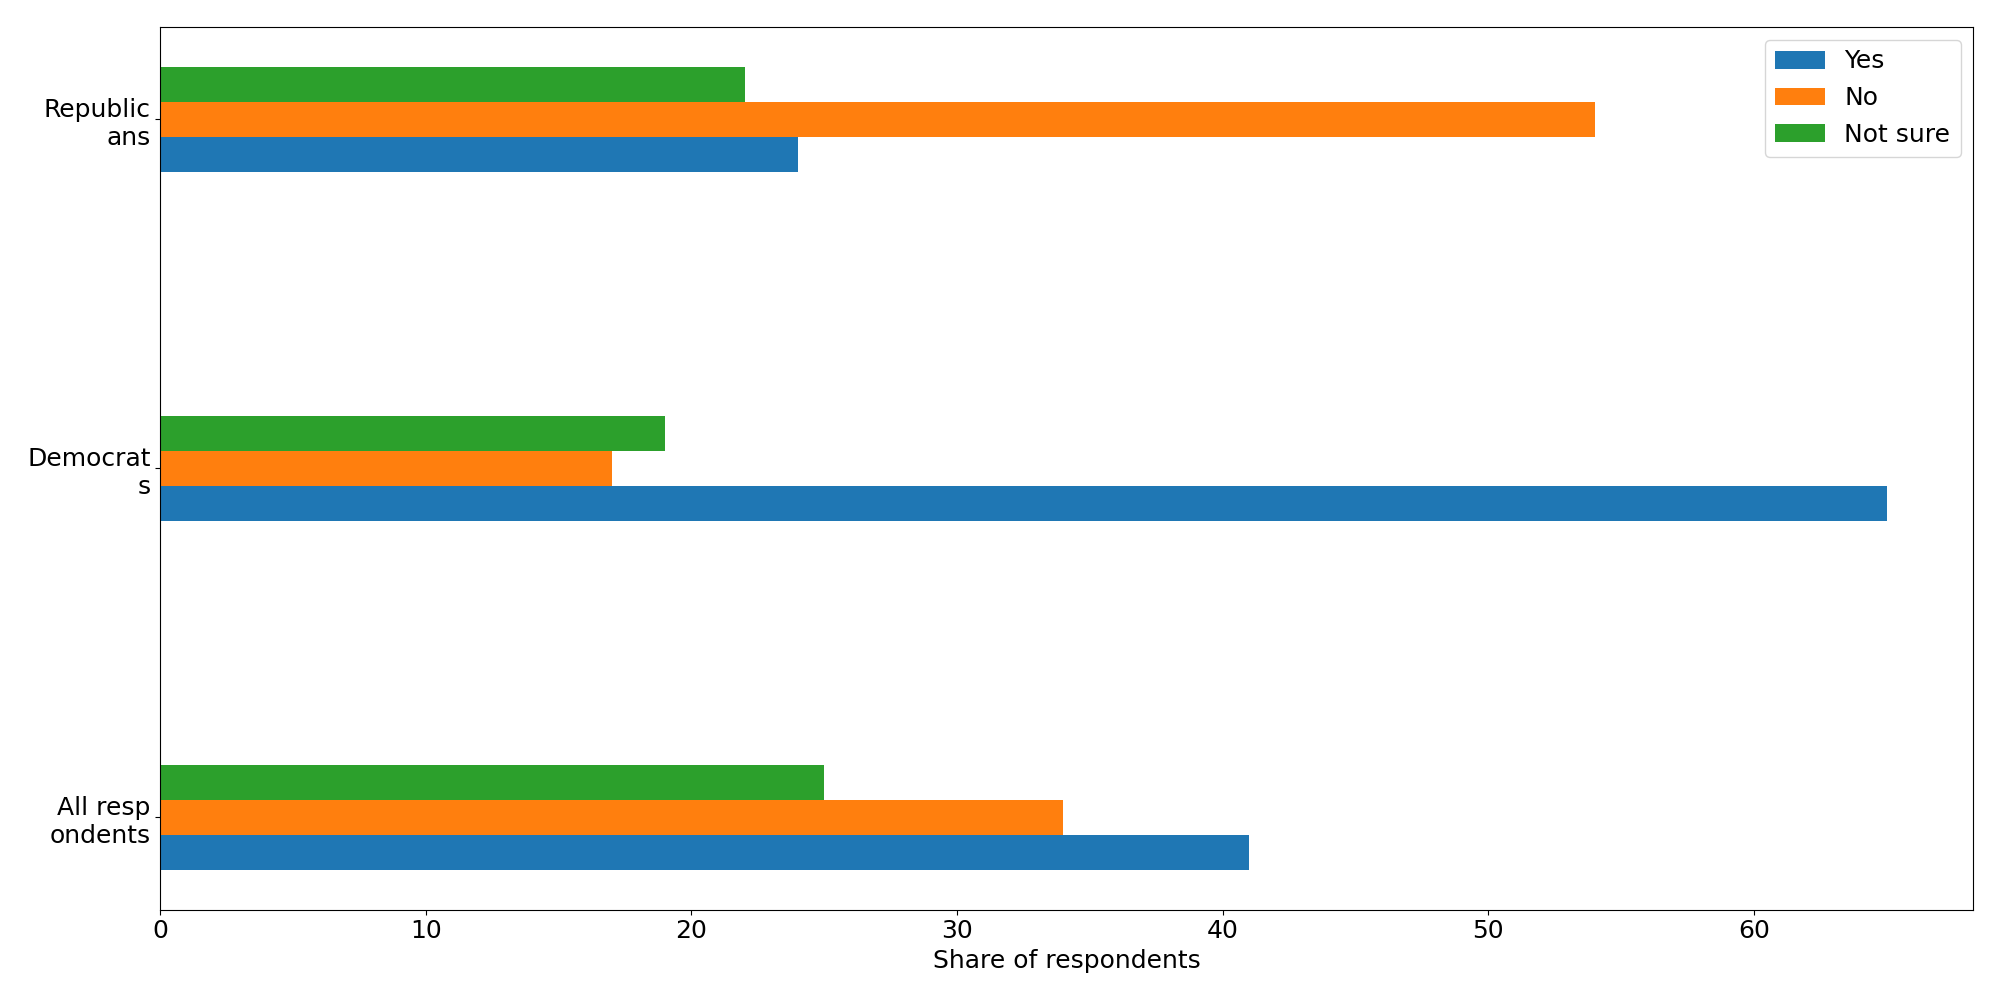 Republic
ans
Democrat
s
All resp
ondents
Yes
No
Not sure
0 10 20 30 40 50 60
Share of respondents